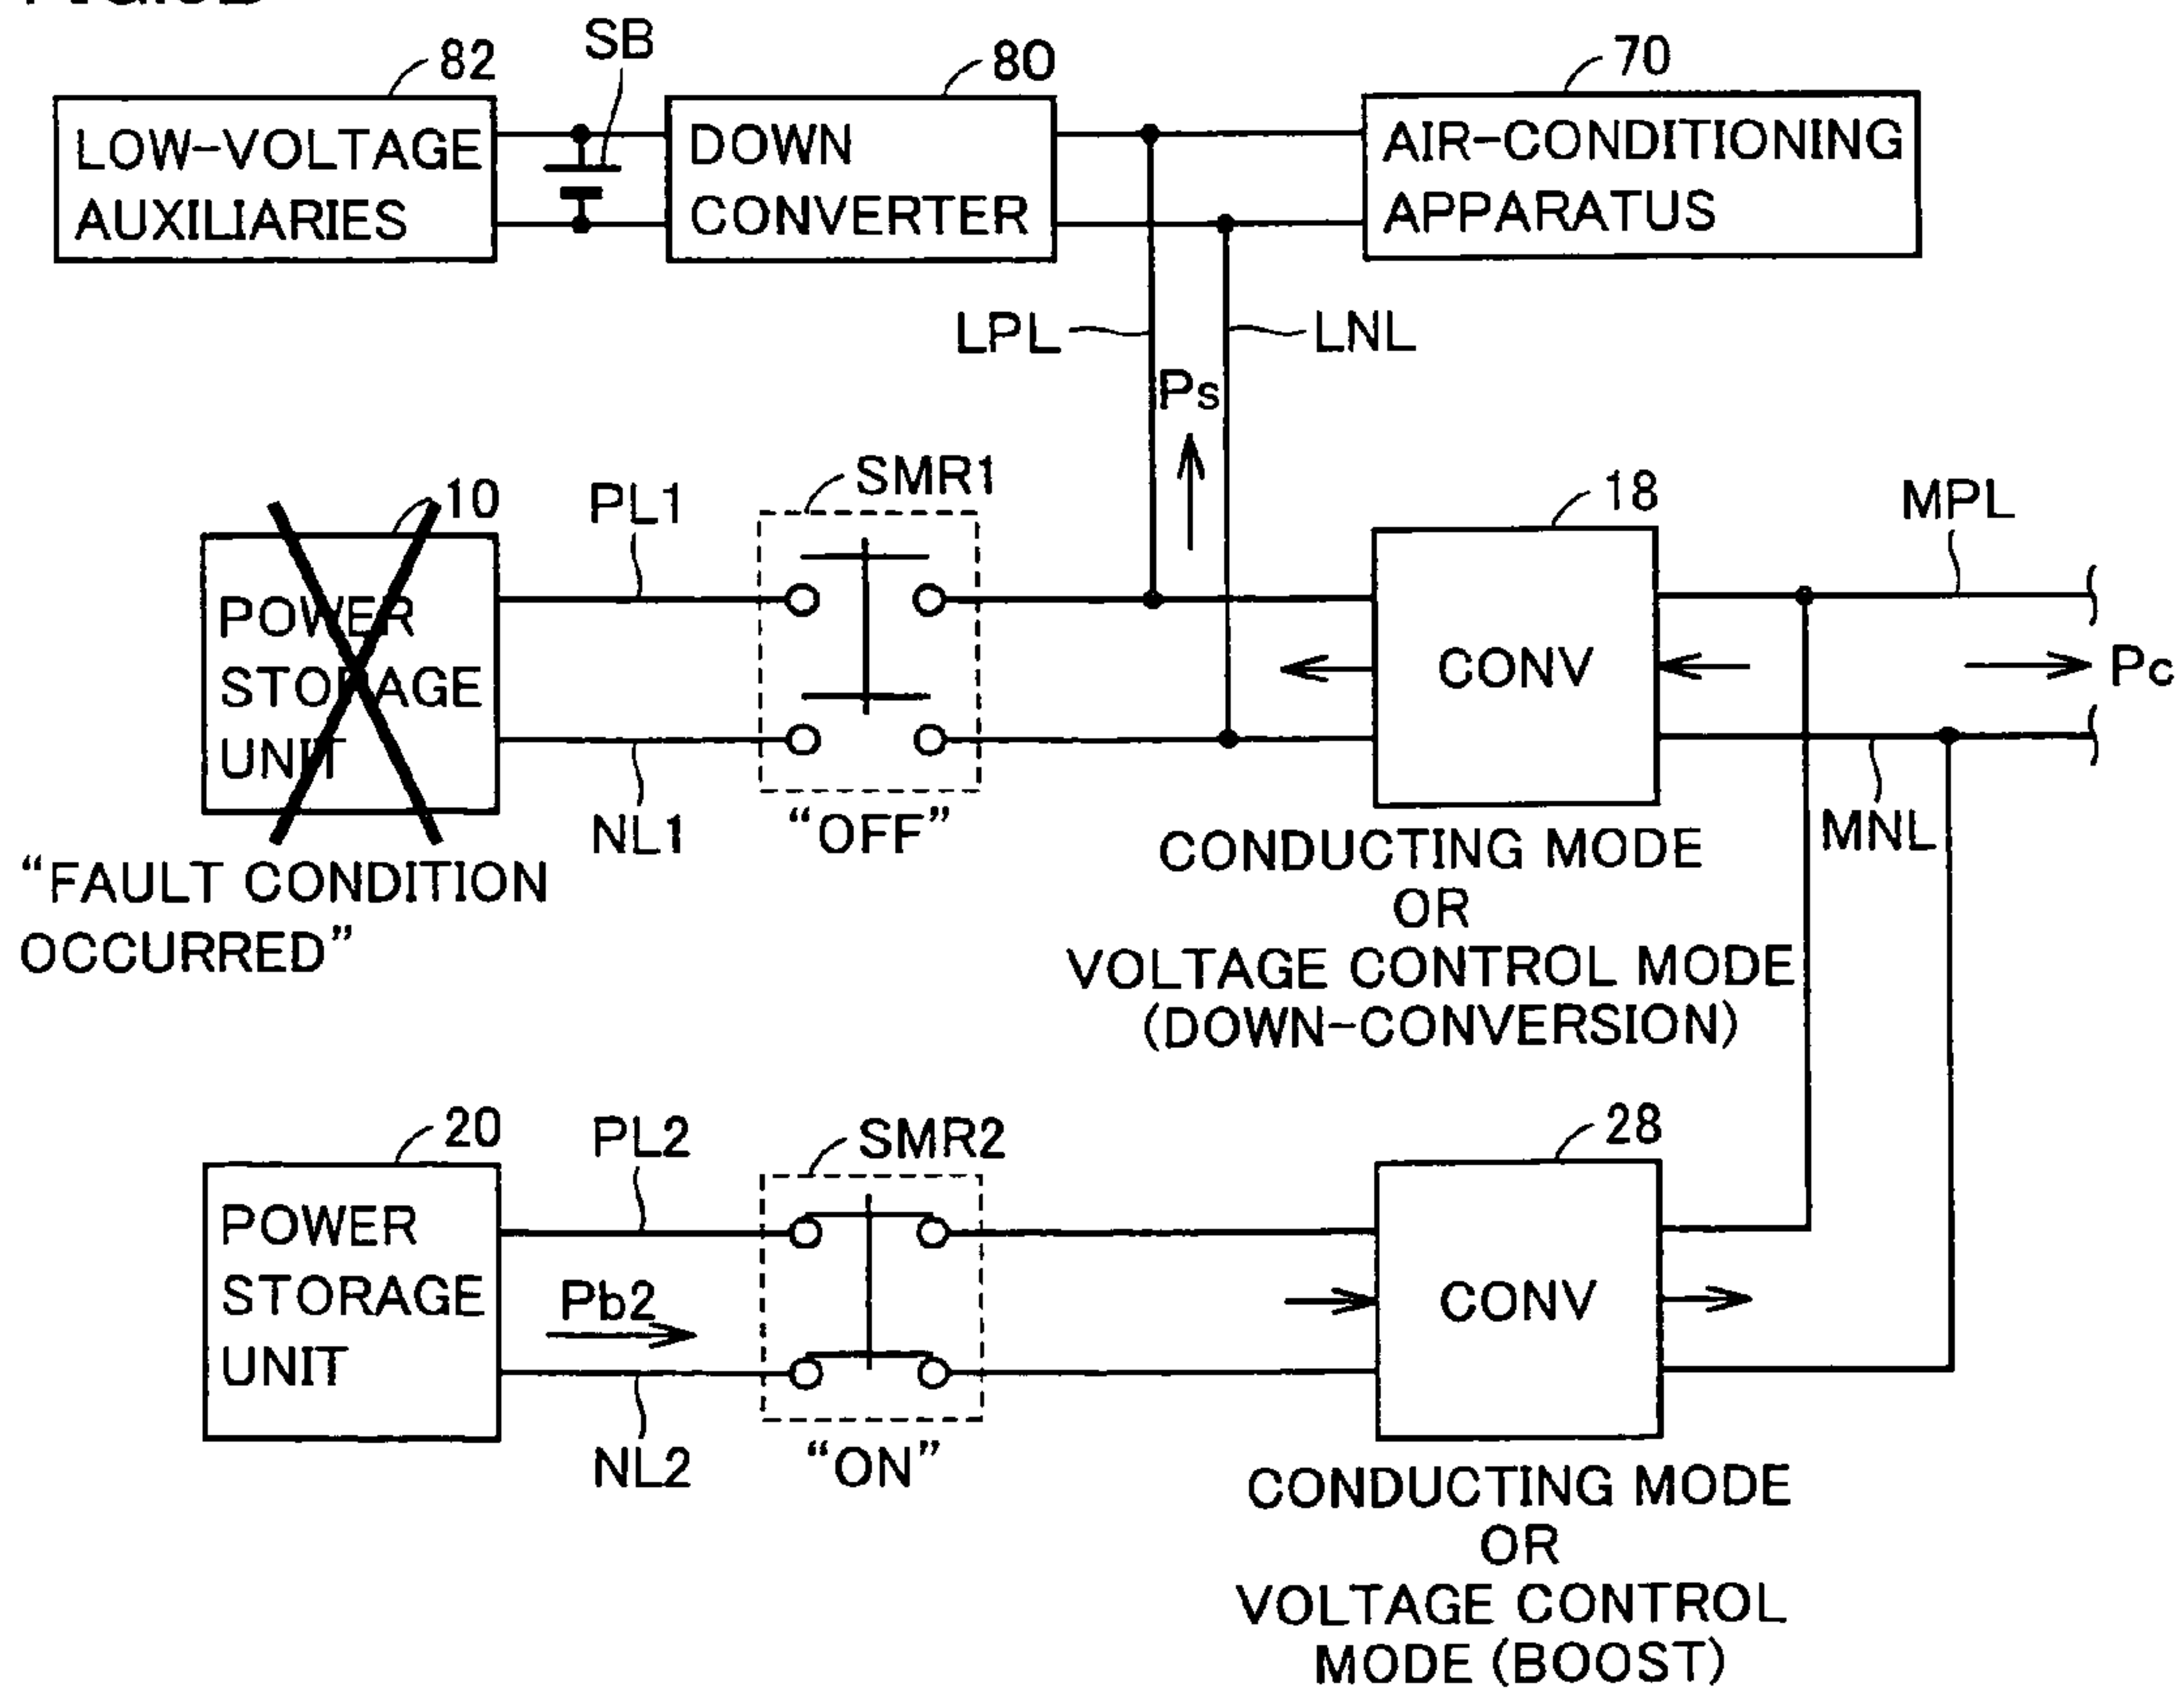 82
SB
80
70
LOW-VOLTAGE
AUXILIARIES
DOWN
CONVERTER
AIR-CONDITIONING
APPARATUS
LPL
LNL
Ps
10
PL1
SMR1
18
MPL
POWER
STORAGE
UNIT
CONV
Pc
NL1
“OFF”
MNL
“FAULT CONDITION
OCCURRED”
CONDUCTING MODE
OR
VOLTAGE CONTROL MODE
(DOWN-CONVERSION)
20
PL2
SMR2
28
POWER
STORAGE
UNIT
Pb2
CONV
NL2
“ON”
CONDUCTING MODE
OR
VOLTAGE CONTROL
MODE (BOOST)